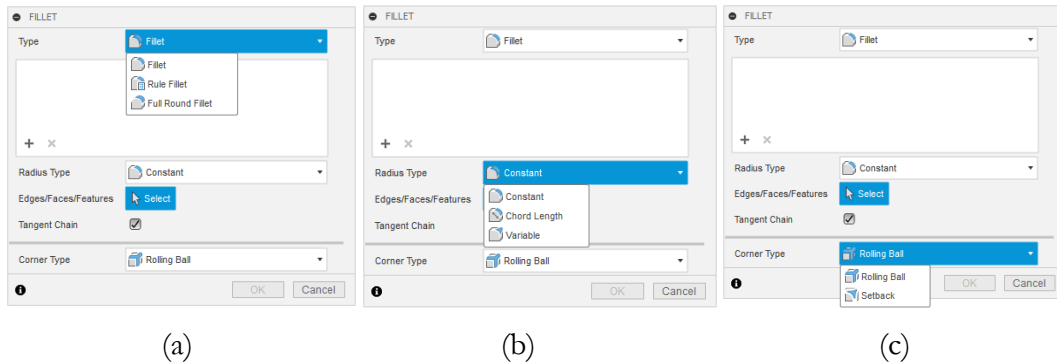 FILLET
Type Fillet
Fillet
Rule Fillet
Full Round Fillet
Radius Type Constant
Edges/Faces/Features Select
Tangent Chain
Corner Type Rolling Ball
OK Cancel
(a)
FILLET
Type Fillet
Radius Type Constant
Edges/Faces/Features
Constant
Chord Length
Tangent Chain
Variable
Corner Type Rolling Ball
OK Cancel
(b)
FILLET
Type Fillet
Radius Type Constant
Edges/Faces/Features Select
Tangent Chain
Corner Type Rolling Ball
Rolling Ball
Setback
OK Cancel
(c)